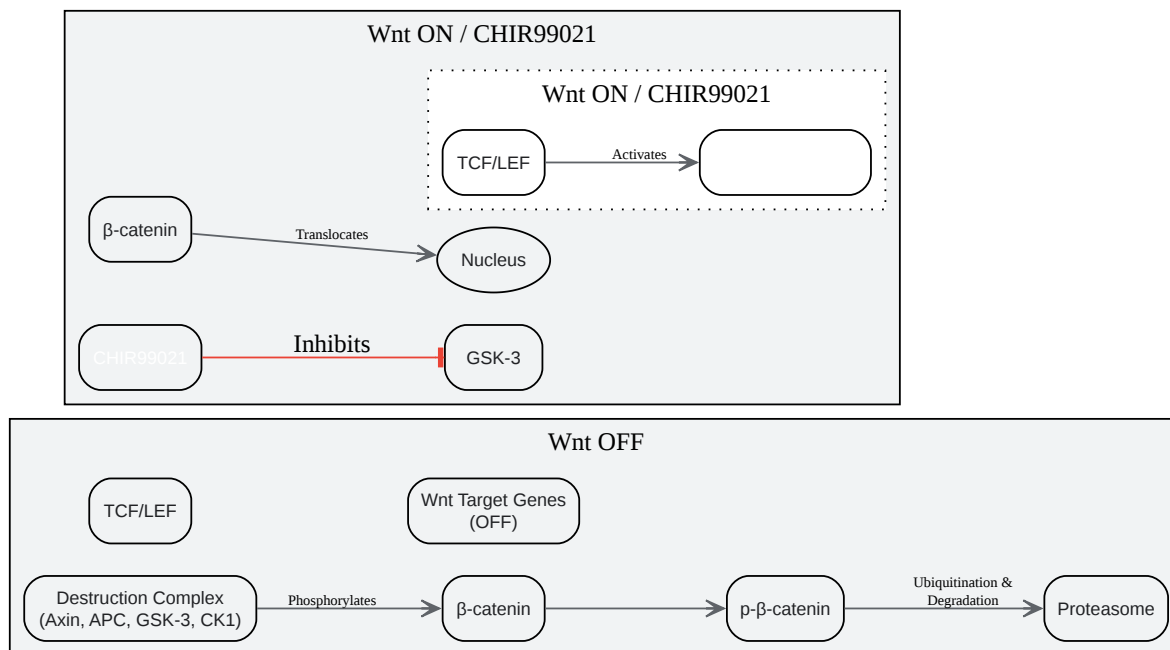 Wnt ON / CHIR99021
Wnt ON / CHIR99021
TCF/LEF
Activates
β-catenin
Translocates
Nucleus
CHIR99021
Inhibits
GSK-3
Wnt OFF
TCF/LEF
Wnt Target Genes
(OFF)
Destruction Complex
(Axin, APC, GSK-3, CK1)
Phosphorylates
β-catenin
p-β-catenin
Ubiquitination &
Degradation
Proteasome